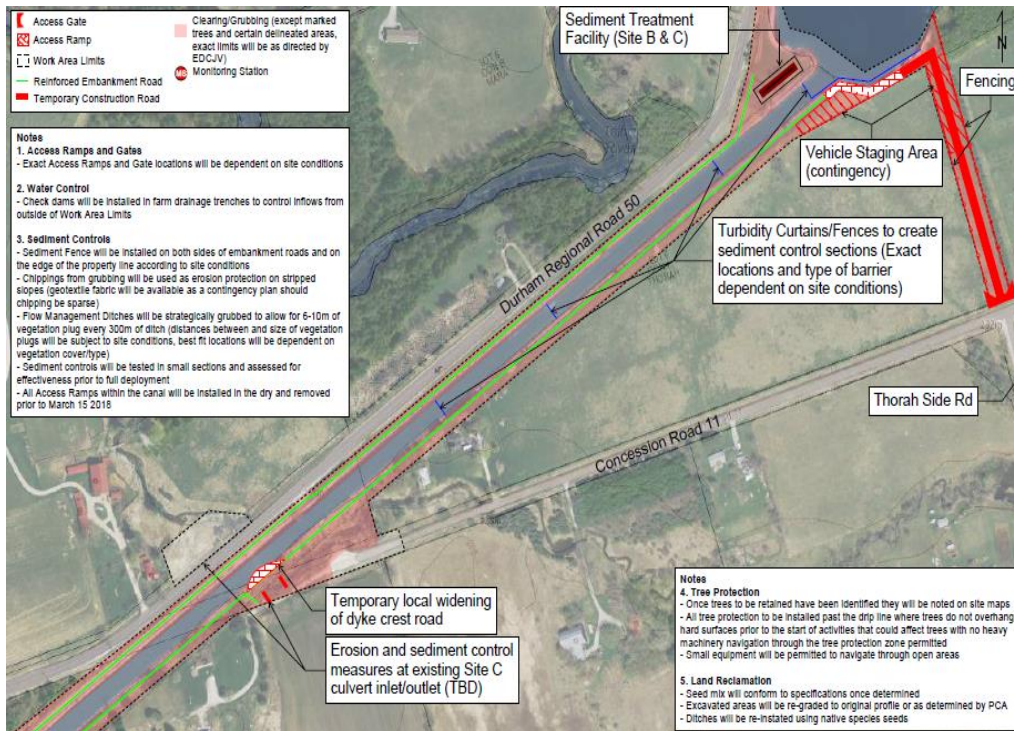 Access Gate
Access Ramp
Work Area Limits
Reinforced Embankment Road
Temporary Construction Road
Clearing/Grubbing (except marked
trees and certain delineated areas,
exact limits will be as directed by
EDCJV)
MS Monitoring Station
Notes
1. Access Ramps and Gates
- Exact Access Ramps and Gate locations will be dependent on site conditions
2. Water Control
- Check dams will be installed in farm drainage trenches to control inflows from
outside of Work Area Limits
3. Sediment Controls
- Sediment Fence will be installed on both sides of embankment roads and on
the edge of the property line according to site conditions
- Chippings from grubbing will be used as erosion protection on stripped
slopes (geotextile fabric will be available as a contingency plan should
chipping be sparse)
- Flow Management Ditches will be strategically grubbed to allow for 6-10m of
vegetation plug every 300m of ditch (distances between and size of vegetation
plugs will be subject to site conditions, best fit locations will be dependent on
vegetation cover/type)
- Sediment controls will be tested in small sections and assessed for
effectiveness prior to full deployment
- All Access Ramps within the canal will be installed in the dry and removed
prior to March 15 2018
Sediment Treatment
Facility (Site B & C)
N
Fencing
Vehicle Staging Area
(contingency)
Turbidity Curtains/Fences to create
sediment control sections (Exact
locations and type of barrier
dependent on site conditions)
Durham Regional Road 50
Thorah Side Rd
Concession Road 11
Temporary local widening
of dyke crest road
Erosion and sediment control
measures at existing Site C
culvert inlet/outlet (TBD)
Notes
4. Tree Protection
- Once trees to be retained have been identified they will be noted on site maps
- All tree protection to be installed past the drip line where trees do not overhang
hard surfaces prior to the start of activities that could affect trees with no heavy
machinery navigation through the tree protection zone permitted
- Small equipment will be permitted to navigate through open areas
5. Land Reclamation
- Seed mix will conform to specifications once determined
- Excavated areas will be re-graded to original profile or as determined by PCA
- Ditches will be re-instated using native species seeds